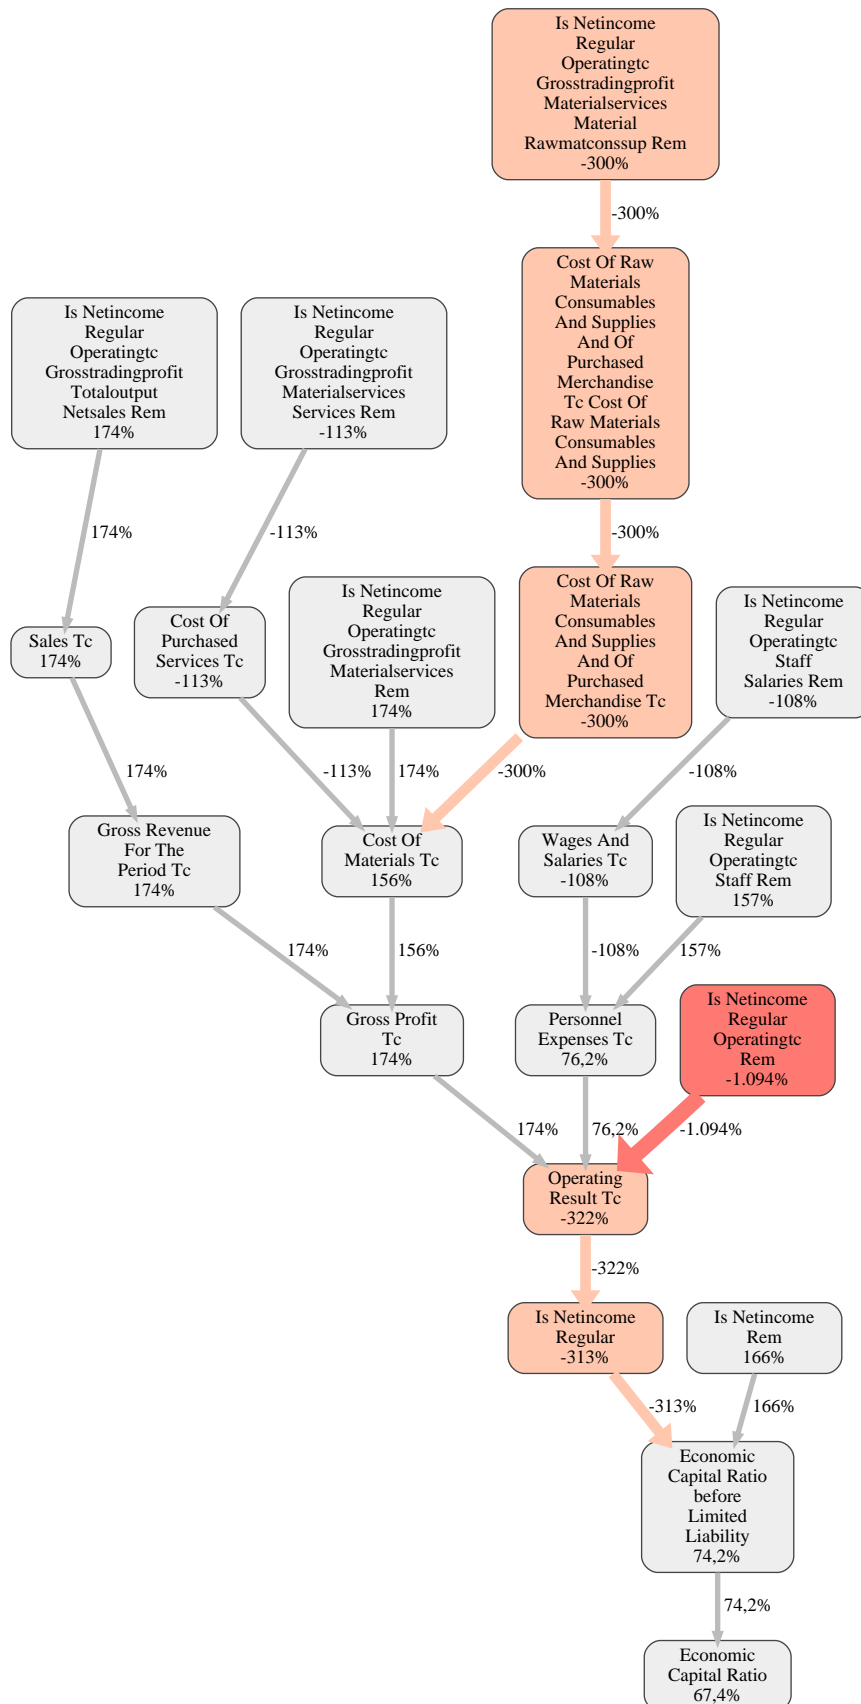 Is Netincome
Regular
Operatingtc
Grosstradingprofit
Materialservices
Material
Rawmatconssup Rem
-300%
-300%
Cost Of Raw
Materials
Consumables
And Supplies
And Of
Purchased
Merchandise
Tc Cost Of
Raw Materials
Consumables
And Supplies
-300%
Is Netincome
Regular
Operatingtc
Grosstradingprofit
Totaloutput
Netsales Rem
174%
Is Netincome
Regular
Operatingtc
Grosstradingprofit
Materialservices
Services Rem
-113%
174%
-113%
-300%
Sales Tc
174%
Cost Of
Purchased
Services Tc
-113%
Is Netincome
Regular
Operatingtc
Grosstradingprofit
Materialservices
Rem
174%
Cost Of Raw
Materials
Consumables
And Supplies
And Of
Purchased
Merchandise Tc
-300%
Is Netincome
Regular
Operatingtc
Staff
Salaries Rem
-108%
174%
-113%
174%
-300%
-108%
Gross Revenue
For The
Period Tc
174%
Cost Of
Materials Tc
156%
Wages And
Salaries Tc
-108%
Is Netincome
Regular
Operatingtc
Staff Rem
157%
174%
156%
-108%
157%
Gross Profit
Tc
174%
Personnel
Expenses Tc
76,2%
Is Netincome
Regular
Operatingtc
Rem
-1.094%
174%
76,2%
-1.094%
Operating
Result Tc
-322%
-322%
Is Netincome
Regular
-313%
Is Netincome
Rem
166%
-313%
166%
Economic
Capital Ratio
before
Limited
Liability
74,2%
74,2%
Economic
Capital Ratio
67,4%